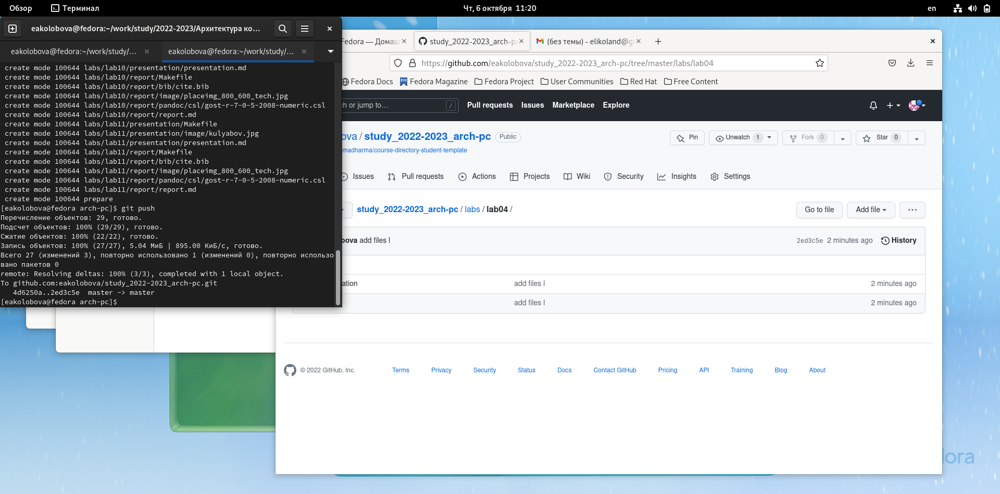 Обзор
Терминал
Чт, 6 октября 11:20
en
eakolobova@fedora:~/work/study/2022-2023/Архитектура ко...
eakolobova@fedora:~/work/study/...
eakolobova@fedora:~/work/study/...
create mode 100644 labs/lab10/presentation/presentation.md
create mode 100644 labs/lab10/report/Makefile
create mode 100644 labs/lab10/report/bib/cite.bib
create mode 100644 labs/lab10/report/image/placeimg_800_600_tech.jpg
create mode 100644 labs/lab10/report/pandoc/csl/gost-r-7-0-5-2008-numeric.csl
create mode 100644 labs/lab10/report/report.md
create mode 100644 labs/lab11/presentation/Makefile
create mode 100644 labs/lab11/presentation/image/kulyabov.jpg
create mode 100644 labs/lab11/presentation/presentation.md
create mode 100644 labs/lab11/report/Makefile
create mode 100644 labs/lab11/report/bib/cite.bib
create mode 100644 labs/lab11/report/image/placeimg_800_600_tech.jpg
create mode 100644 labs/lab11/report/pandoc/csl/gost-r-7-0-5-2008-numeric.csl
create mode 100644 labs/lab11/report/report.md
create mode 100644 prepare
[eakolobova@fedora arch-pc]$ git push
Перечисление объектов: 29, готово.
Подсчет объектов: 100% (29/29), готово.
Сжатие объектов: 100% (22/22), готово.
Запись объектов: 100% (27/27), 5.04 МиБ | 895.00 КиБ/с, готово.
Всего 27 (изменений 3), повторно использовано 1 (изменений 0), повторно использо
вано пакетов 0
remote: Resolving deltas: 100% (3/3), completed with 1 local object.
To github.com:eakolobova/study_2022-2023_arch-pc.git
4d6250a..2ed3c5e master -> master
[eakolobova@fedora arch-pc]$
Fedora — Домаш
study_2022-2023_arch-pc
(без темы) - elikoland@g
https://github.com/eakolobova/study_2022-2023_arch-pc/tree/master/labs/lab04
Fedora Docs
Fedora Magazine
Fedora Project
User Communities
Red Hat
Free Content
ch or jump to...
/
Pull requests
Issues
Marketplace
Explore
ova / study_2022-2023_arch-pc
Public
Pin
Unwatch 1
Fork 0
Star 0
madharma/course-directory-student-template
Issues
Pull requests
Actions
Projects
Wiki
Security
Insights
Settings
study_2022-2023_arch-pc / labs / lab04 /
Go to file
Add file
...
ova add files l
2ed3c5e 2 minutes ago
History
ation
add files l
2 minutes ago
add files l
2 minutes ago
© 2022 GitHub, Inc.
Terms
Privacy
Security
Status
Docs
Contact GitHub
Pricing
API
Training
Blog
About
dora